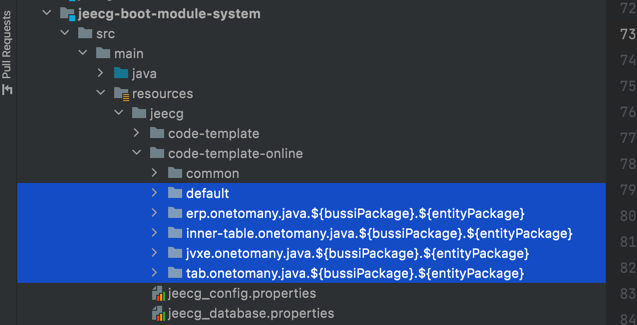 Pull Requests
jeecg-boot-module-system
src
main
java
resources
jeecg
code-template
code-template-online
common
default
erp.onetomany.java.${bussiPackage}.${entityPackage}
inner-table.onetomany.java.${bussiPackage}.${entityPackage}
jvxe.onetomany.java.${bussiPackage}.${entityPackage}
tab.onetomany.java.${bussiPackage}.${entityPackage}
jeecg_config.properties
jeecg_database.properties
72
73
74
75
76
77
78
79
80
81
82
83
84